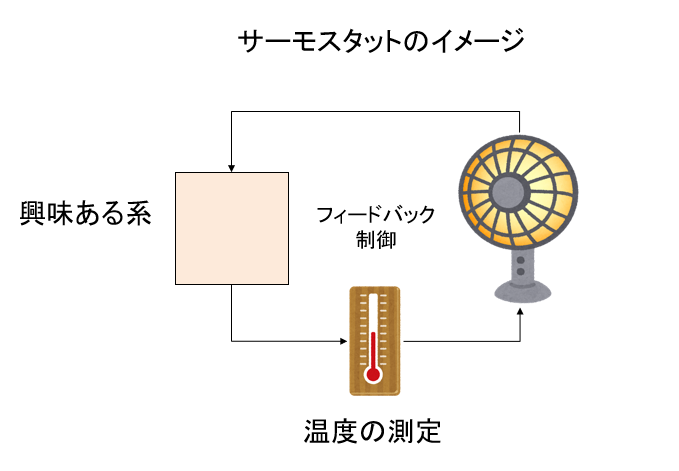 サーモスタットのイメージ
興味ある系
フィードバック
制御
温度の測定